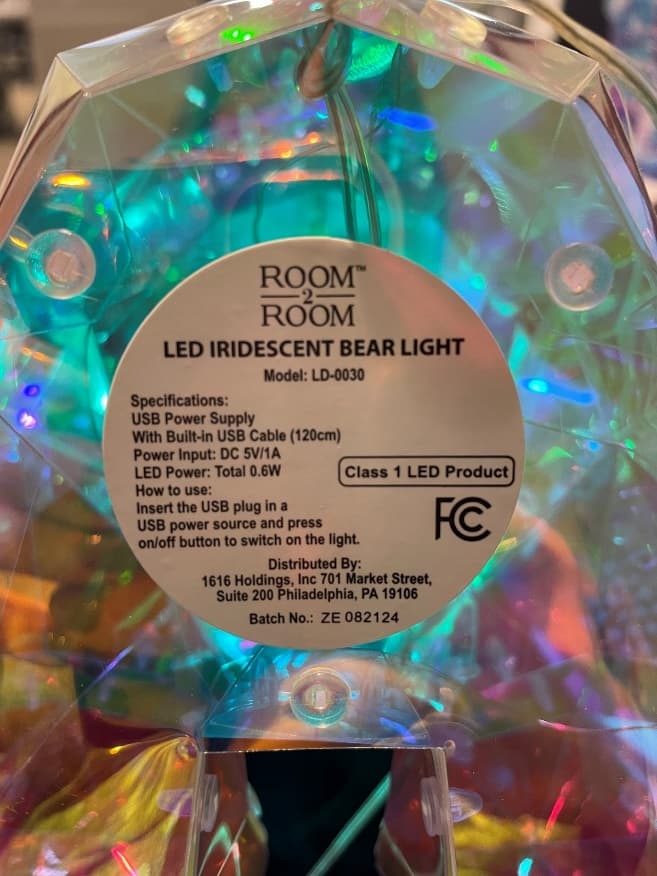 ROOM™
2
ROOM
LED IRIDESCENT BEAR LIGHT
Model: LD-0030
Specifications:
USB Power Supply
With Built-in USB Cable (120cm)
Power Input: DC 5V/1A
LED Power: Total 0.6W
Class 1 LED Product
How to use:
Insert the USB plug in a
USB power source and press
on/off button to switch on the light.
FC
Distributed By:
1616 Holdings, Inc 701 Market Street,
Suite 200 Philadelphia, PA 19106
Batch No.: ZE 082124